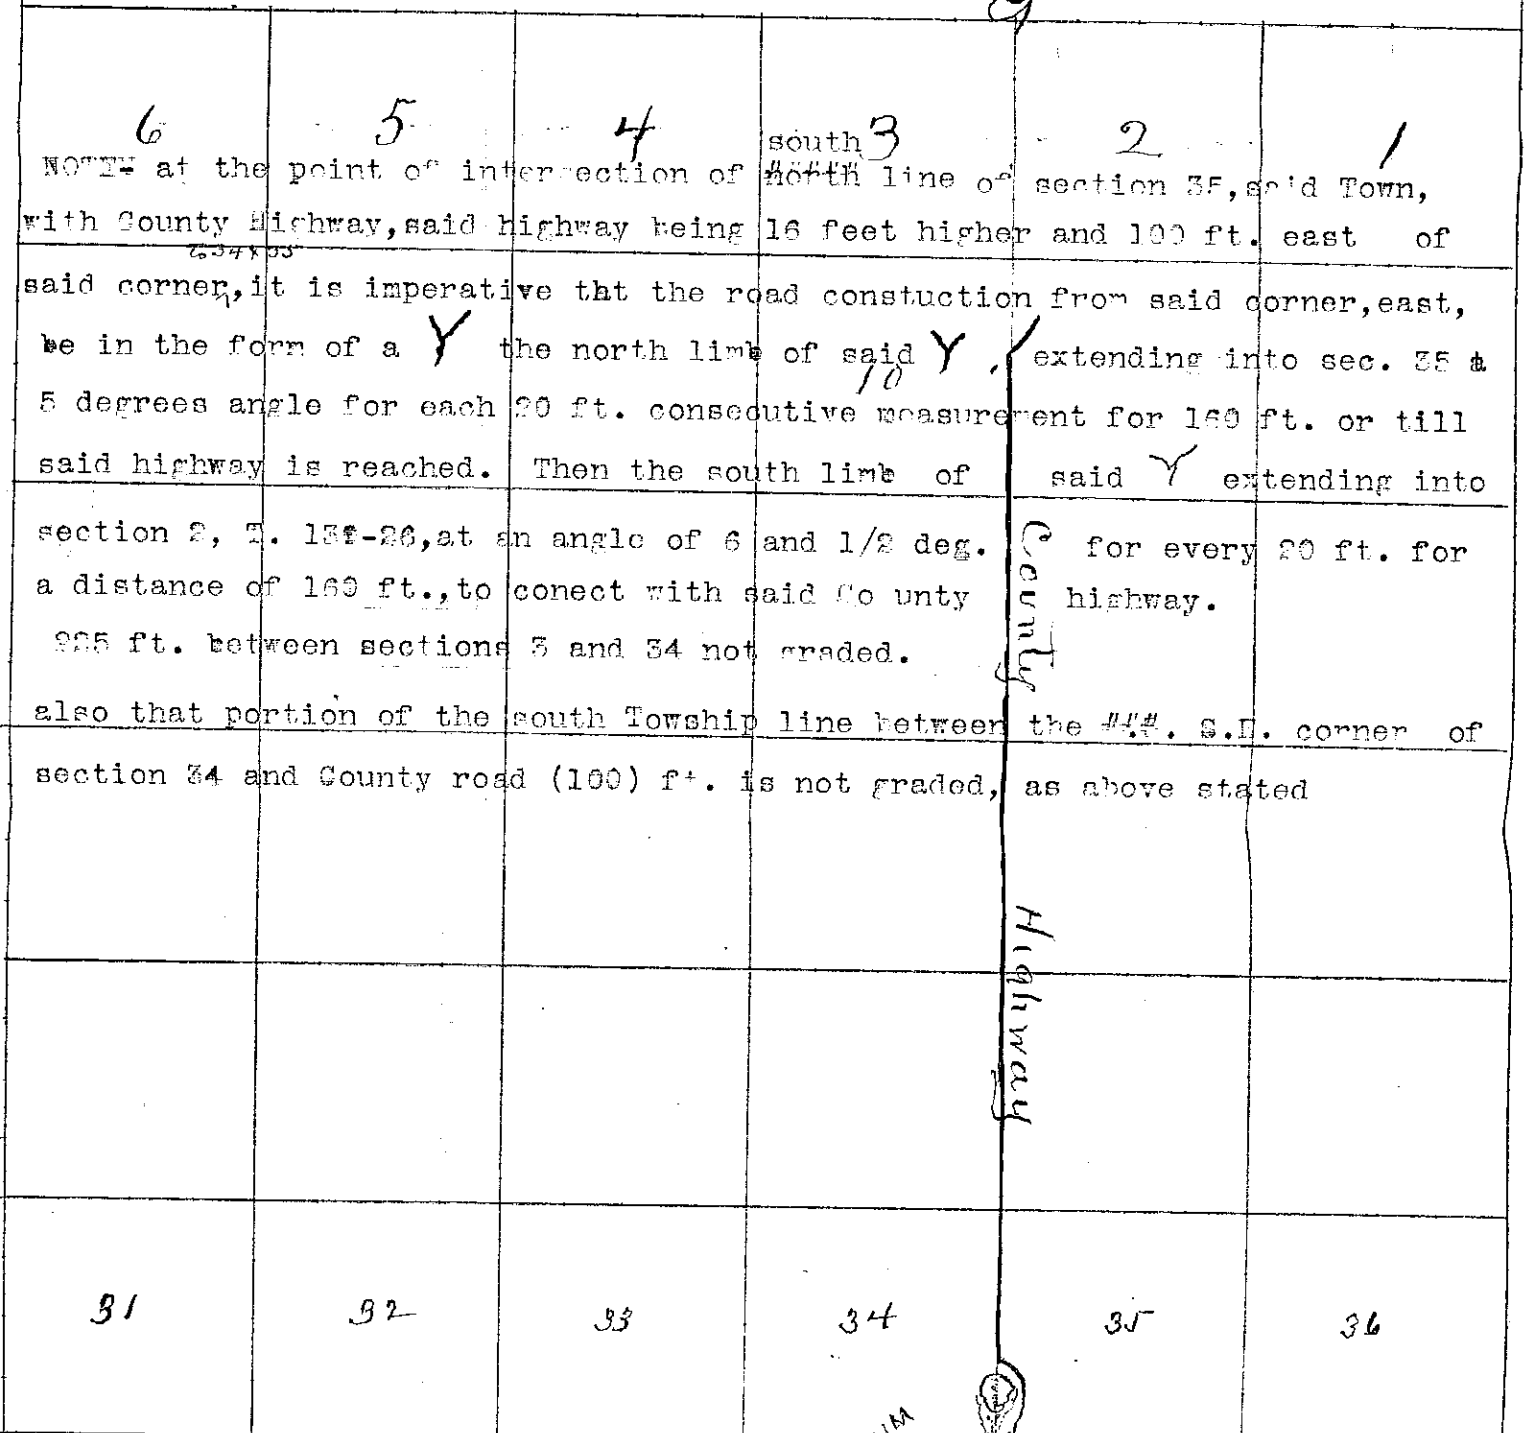 6 5 4 3 2 1
south
NOTE- at the point of intersection of north line of section 35, said Town,
with County Highway, said highway being 16 feet higher and 100 ft. east of
34 & 35
said corner, it is imperative tht the road constuction from said corner, east,
be in the form of a Y the north limb of said Y, extending into sec. 35 a
10
5 degrees angle for each 20 ft. consecutive measurement for 160 ft. or till
said highway is reached. Then the south limb of said Y extending into
section 2, T. -26, at an angle of 6 and 1/2 deg. for every 20 ft. for
a distance of 160 ft., to conect with said Co unty highway.
ft. between sections 3 and 34 not graded.
also that portion of the south Towship line between the ###. S.E. corner of
section 34 and County road (100) ft. is not graded, as above stated
County Highway
31 32 33 34 35 36